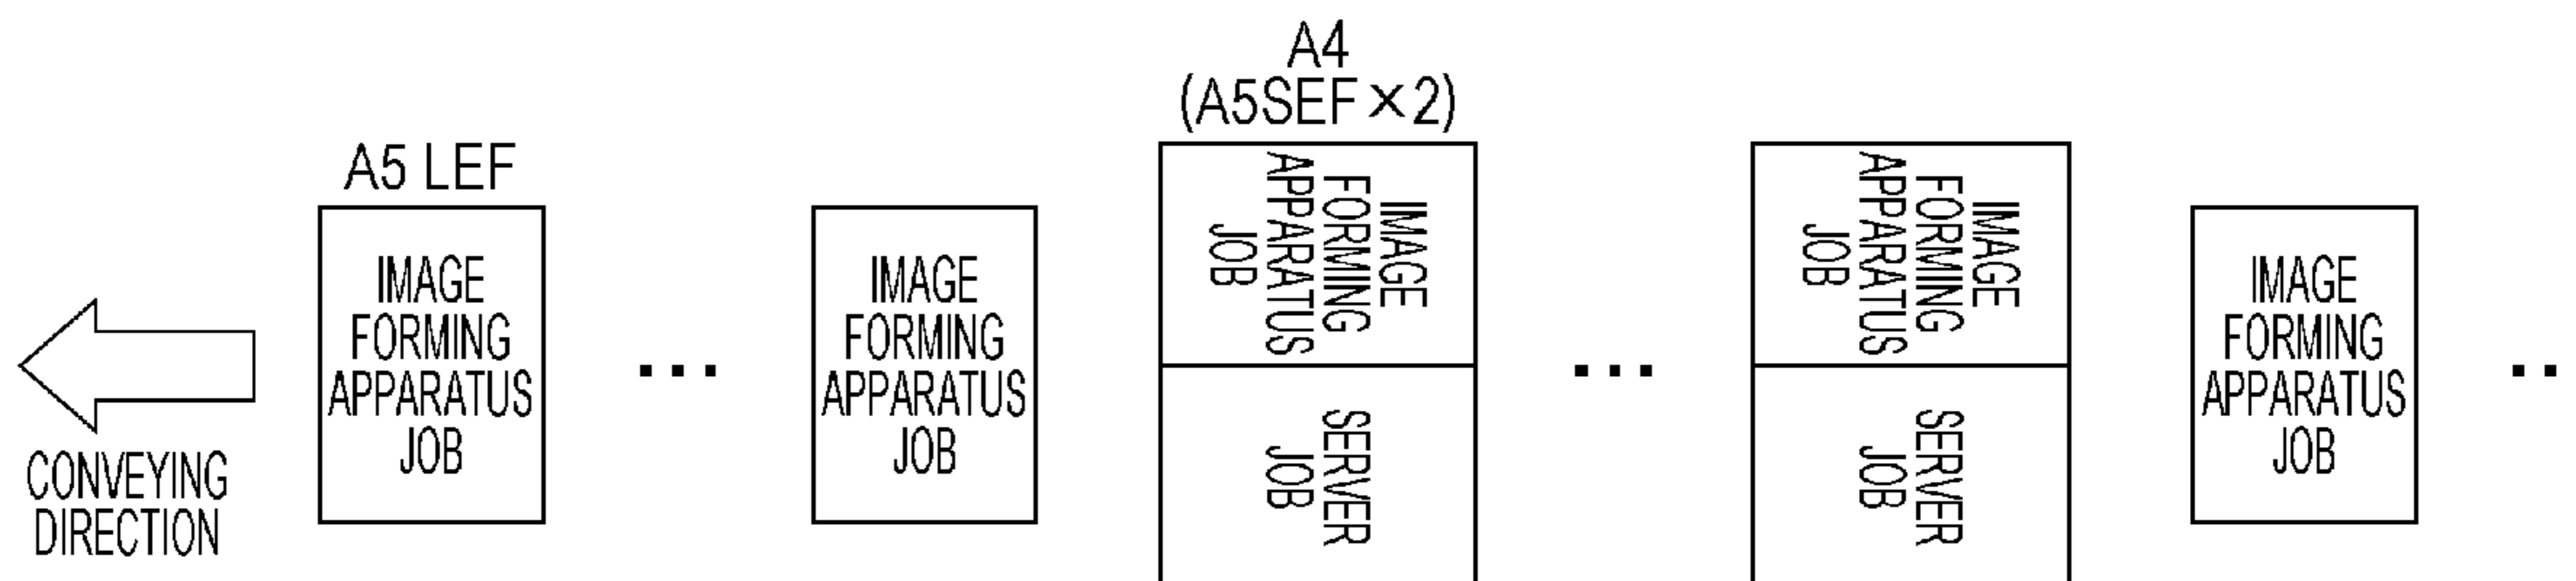 A4
(A5SEF×2)
A5 LEF
IMAGE
FORMING
APPARATUS
JOB
...
IMAGE
FORMING
APPARATUS
JOB
IMAGE
FORMING
APPARATUS
JOB
SERVER
JOB
...
IMAGE
FORMING
APPARATUS
JOB
SERVER
JOB
IMAGE
FORMING
APPARATUS
JOB
..
CONVEYING
DIRECTION